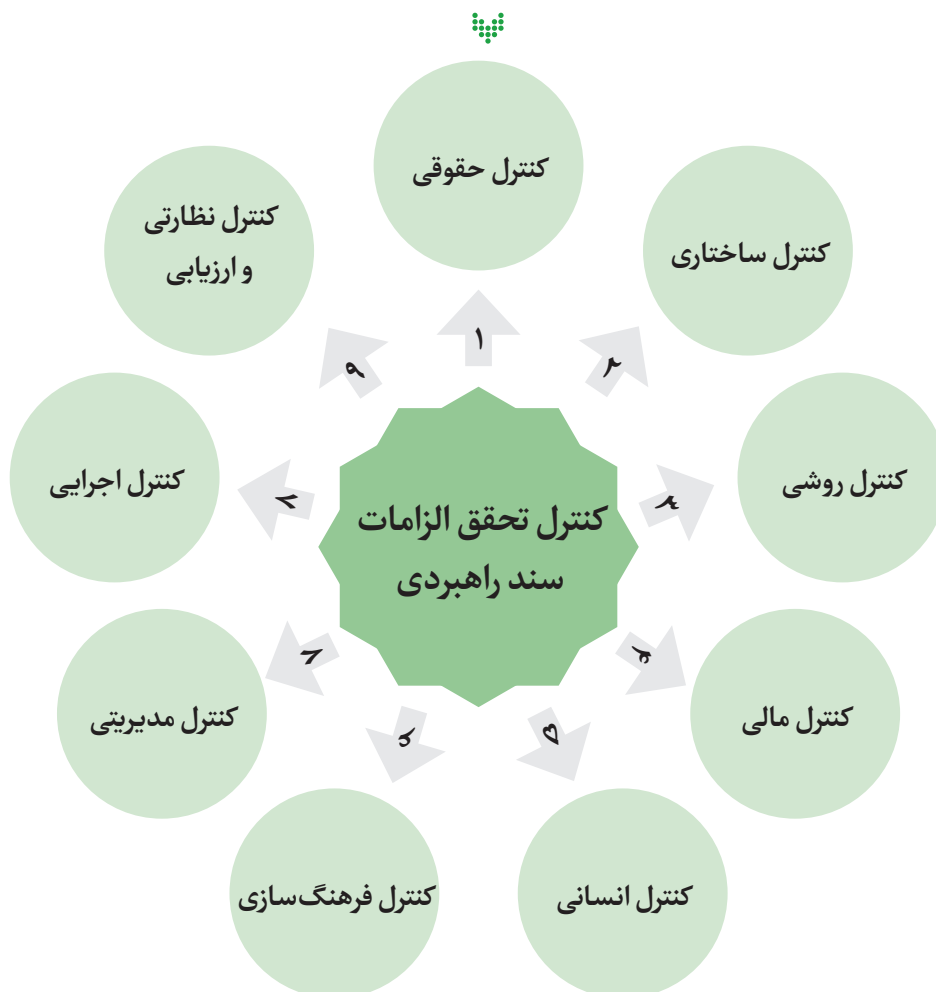 کنترل تحقق الزامات
سند راهبردی
۱
کنترل حقوقی
۲
کنترل ساختاری
۳
کنترل روشی
۴
کنترل مالی
۵
کنترل انسانی
۶
کنترل فرهنگ‌سازی
۷
کنترل مدیریتی
۸
کنترل اجرایی
۹
کنترل نظارتی
و ارزیابی